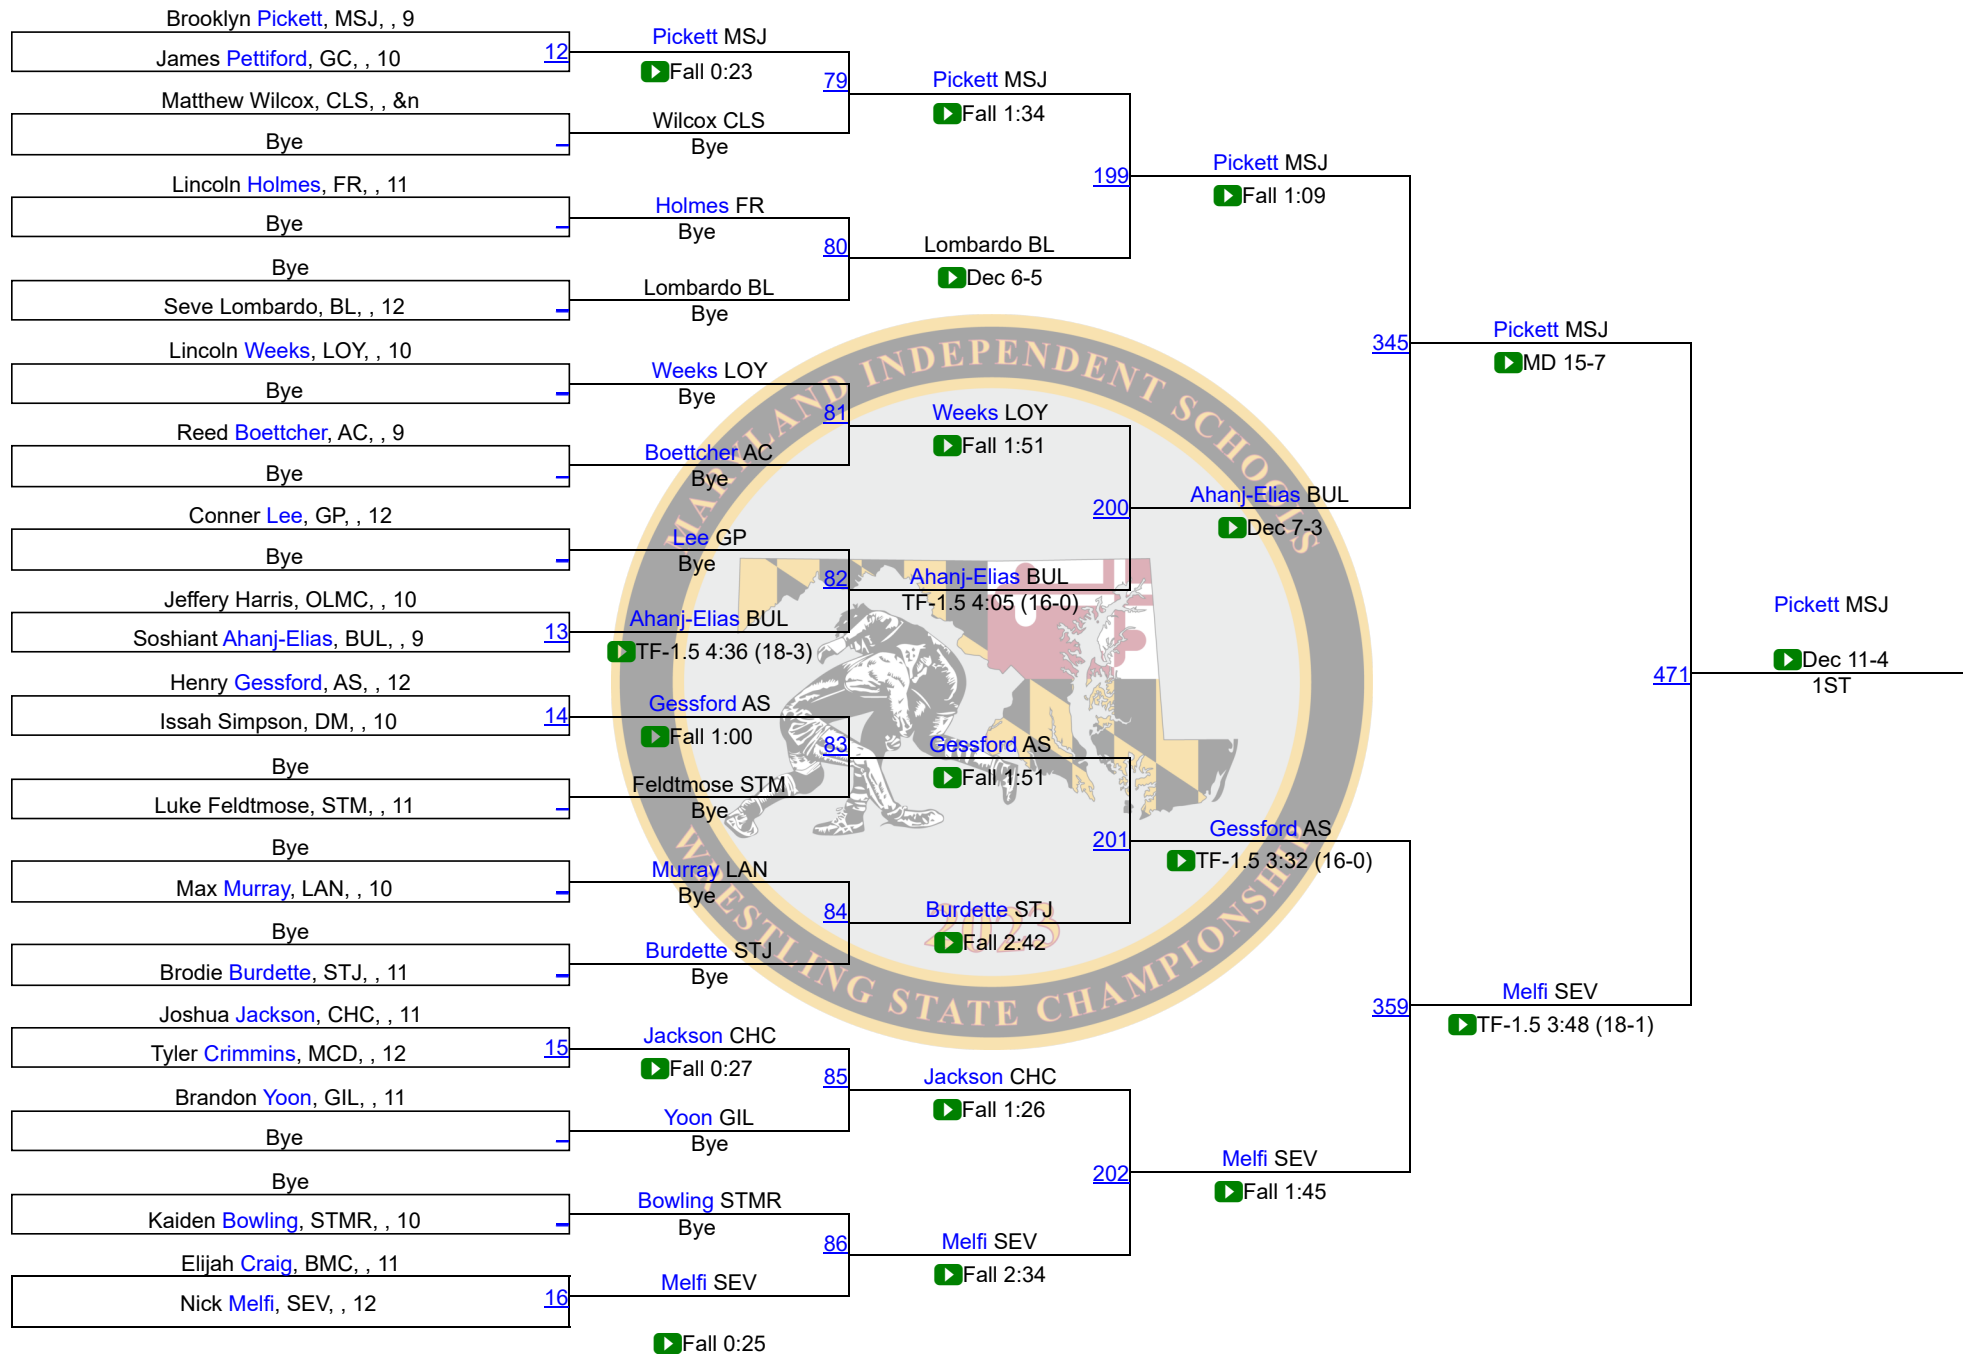 Brooklyn Pickett, MSJ, , 9
James Pettiford, GC, , 10
12
Matthew Wilcox, CLS, , &n
Bye
Lincoln Holmes, FR, , 11
Bye
Bye
Seve Lombardo, BL, , 12
Lincoln Weeks, LOY, , 10
Bye
Reed Boettcher, AC, , 9
Bye
Conner Lee, GP, , 12
Bye
Jeffery Harris, OLMC, , 10
Soshiant Ahanj-Elias, BUL, , 9
13
Henry Gessford, AS, , 12
Issah Simpson, DM, , 10
14
Bye
Luke Feldtmose, STM, , 11
Bye
Max Murray, LAN, , 10
Bye
Brodie Burdette, STJ, , 11
Joshua Jackson, CHC, , 11
Tyler Crimmins, MCD, , 12
15
Brandon Yoon, GIL, , 11
Bye
Bye
Kaiden Bowling, STMR, , 10
Elijah Craig, BMC, , 11
Nick Melfi, SEV, , 12
16
Pickett MSJ
Fall 0:23
79
Wilcox CLS
Bye
Holmes FR
Bye
80
Lombardo BL
Bye
Weeks LOY
Bye
81
Boettcher AC
Bye
Lee GP
Bye
82
Ahanj-Elias BUL
TF-1.5 4:36 (18-3)
Gessford AS
Fall 1:00
83
Feldtmose STM
Bye
Murray LAN
Bye
84
Burdette STJ
Bye
Jackson CHC
Fall 0:27
85
Yoon GIL
Bye
Bowling STMR
Bye
86
Melfi SEV
Fall 0:25
Pickett MSJ
Fall 1:34
199
Lombardo BL
Dec 6-5
Weeks LOY
Fall 1:51
200
Ahanj-Elias BUL
TF-1.5 4:05 (16-0)
Gessford AS
Fall 1:51
201
Burdette STJ
Fall 2:42
Jackson CHC
Fall 1:26
202
Melfi SEV
Fall 2:34
Pickett MSJ
Fall 1:09
345
Ahanj-Elias BUL
Dec 7-3
Gessford AS
TF-1.5 3:32 (16-0)
359
Melfi SEV
Fall 1:45
Pickett MSJ
MD 15-7
471
Melfi SEV
TF-1.5 3:48 (18-1)
Pickett MSJ
Dec 11-4
1ST
MARYLAND INDEPENDENT SCHOOLS
WRESTLING STATE CHAMPIONSHIP
2023